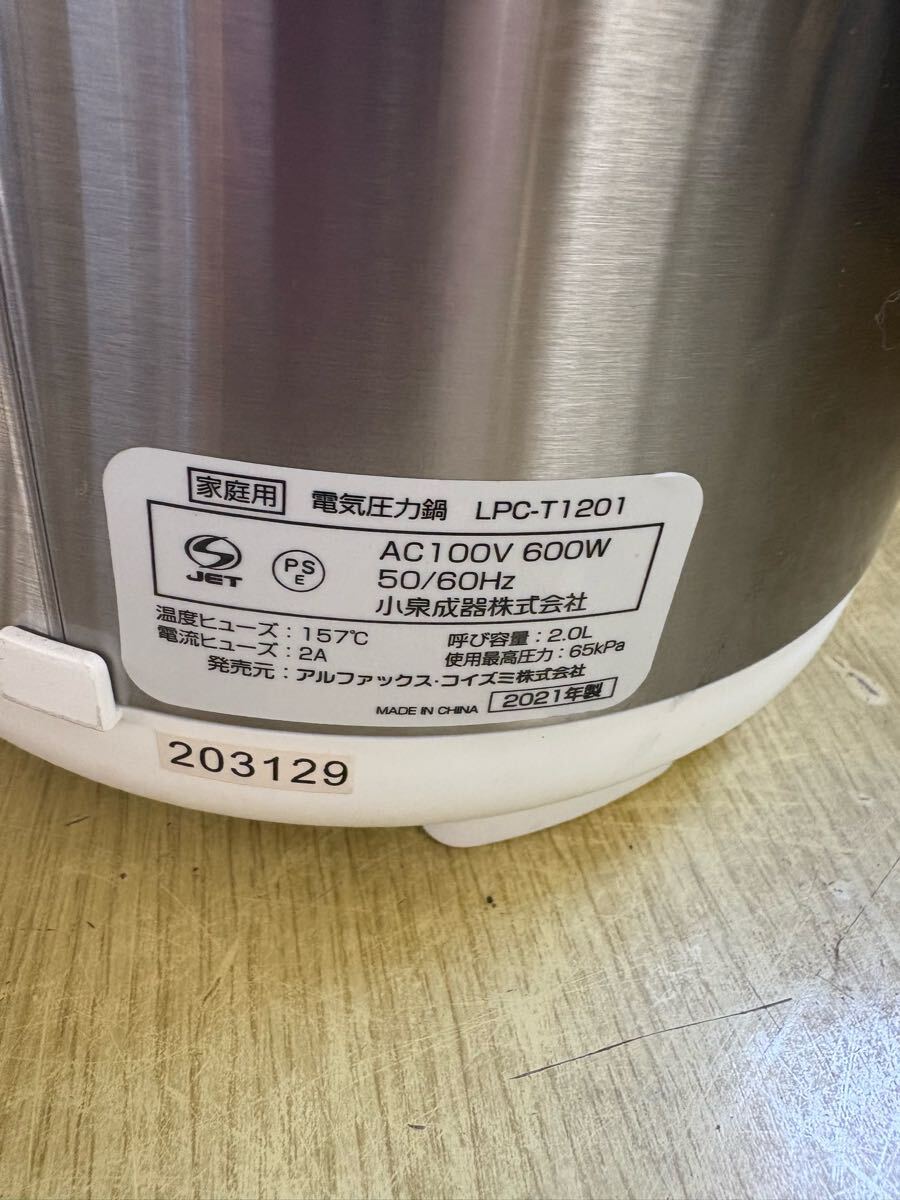 家庭用 電気圧力鍋 LPC-T1201
JET PSE AC100V 600W
50/60Hz
小泉成器株式会社
温度ヒューズ：157℃ 呼び容量：2.0L
電流ヒューズ：2A 使用最高圧力：65kPa
発売元：アルファックス・コイズミ株式会社
MADE IN CHINA 2021年製
203129